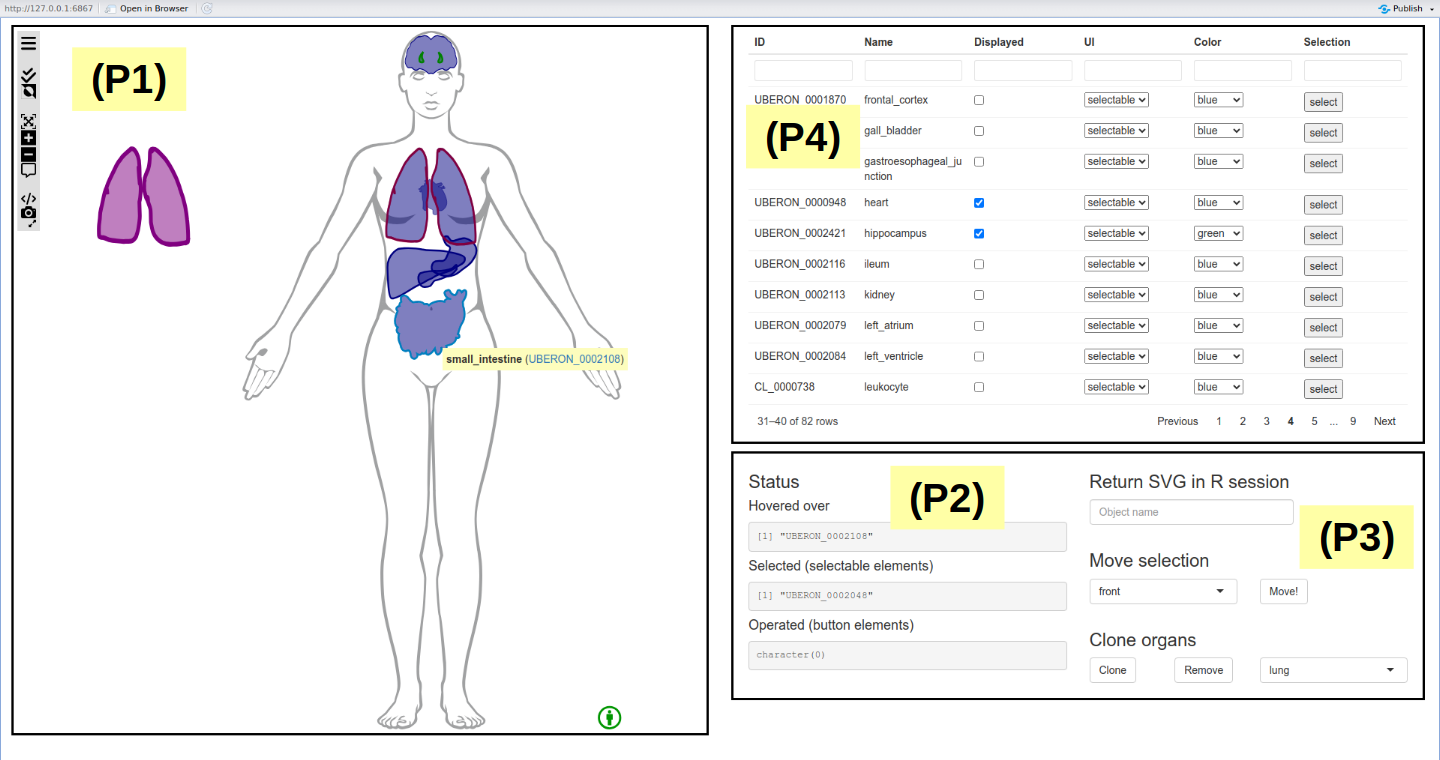 http://127.0.0.1:6867 Open in Browser Publish
(P1)
small_intestine (UBERON_0002108)
ID Name Displayed UI Color Selection
UBERON_0001870 frontal_cortex selectable blue select
(P4)
gall_bladder selectable blue select
gastroesophageal_ju
nction selectable blue select
UBERON_0000948 heart selectable blue select
UBERON_0002421 hippocampus selectable green select
UBERON_0002116 ileum selectable blue select
UBERON_0002113 kidney selectable blue select
UBERON_0002079 left_atrium selectable blue select
UBERON_0002084 left_ventricle selectable blue select
CL_0000738 leukocyte selectable blue select
31–40 of 82 rows Previous 1 2 3 4 5 ... 9 Next
Status
(P2)
Hovered over
[1] "UBERON_0002108"
Selected (selectable elements)
[1] "UBERON_0002048"
Operated (button elements)
character(0)
Return SVG in R session
Object name
(P3)
Move selection
front Move!
Clone organs
Clone Remove lung